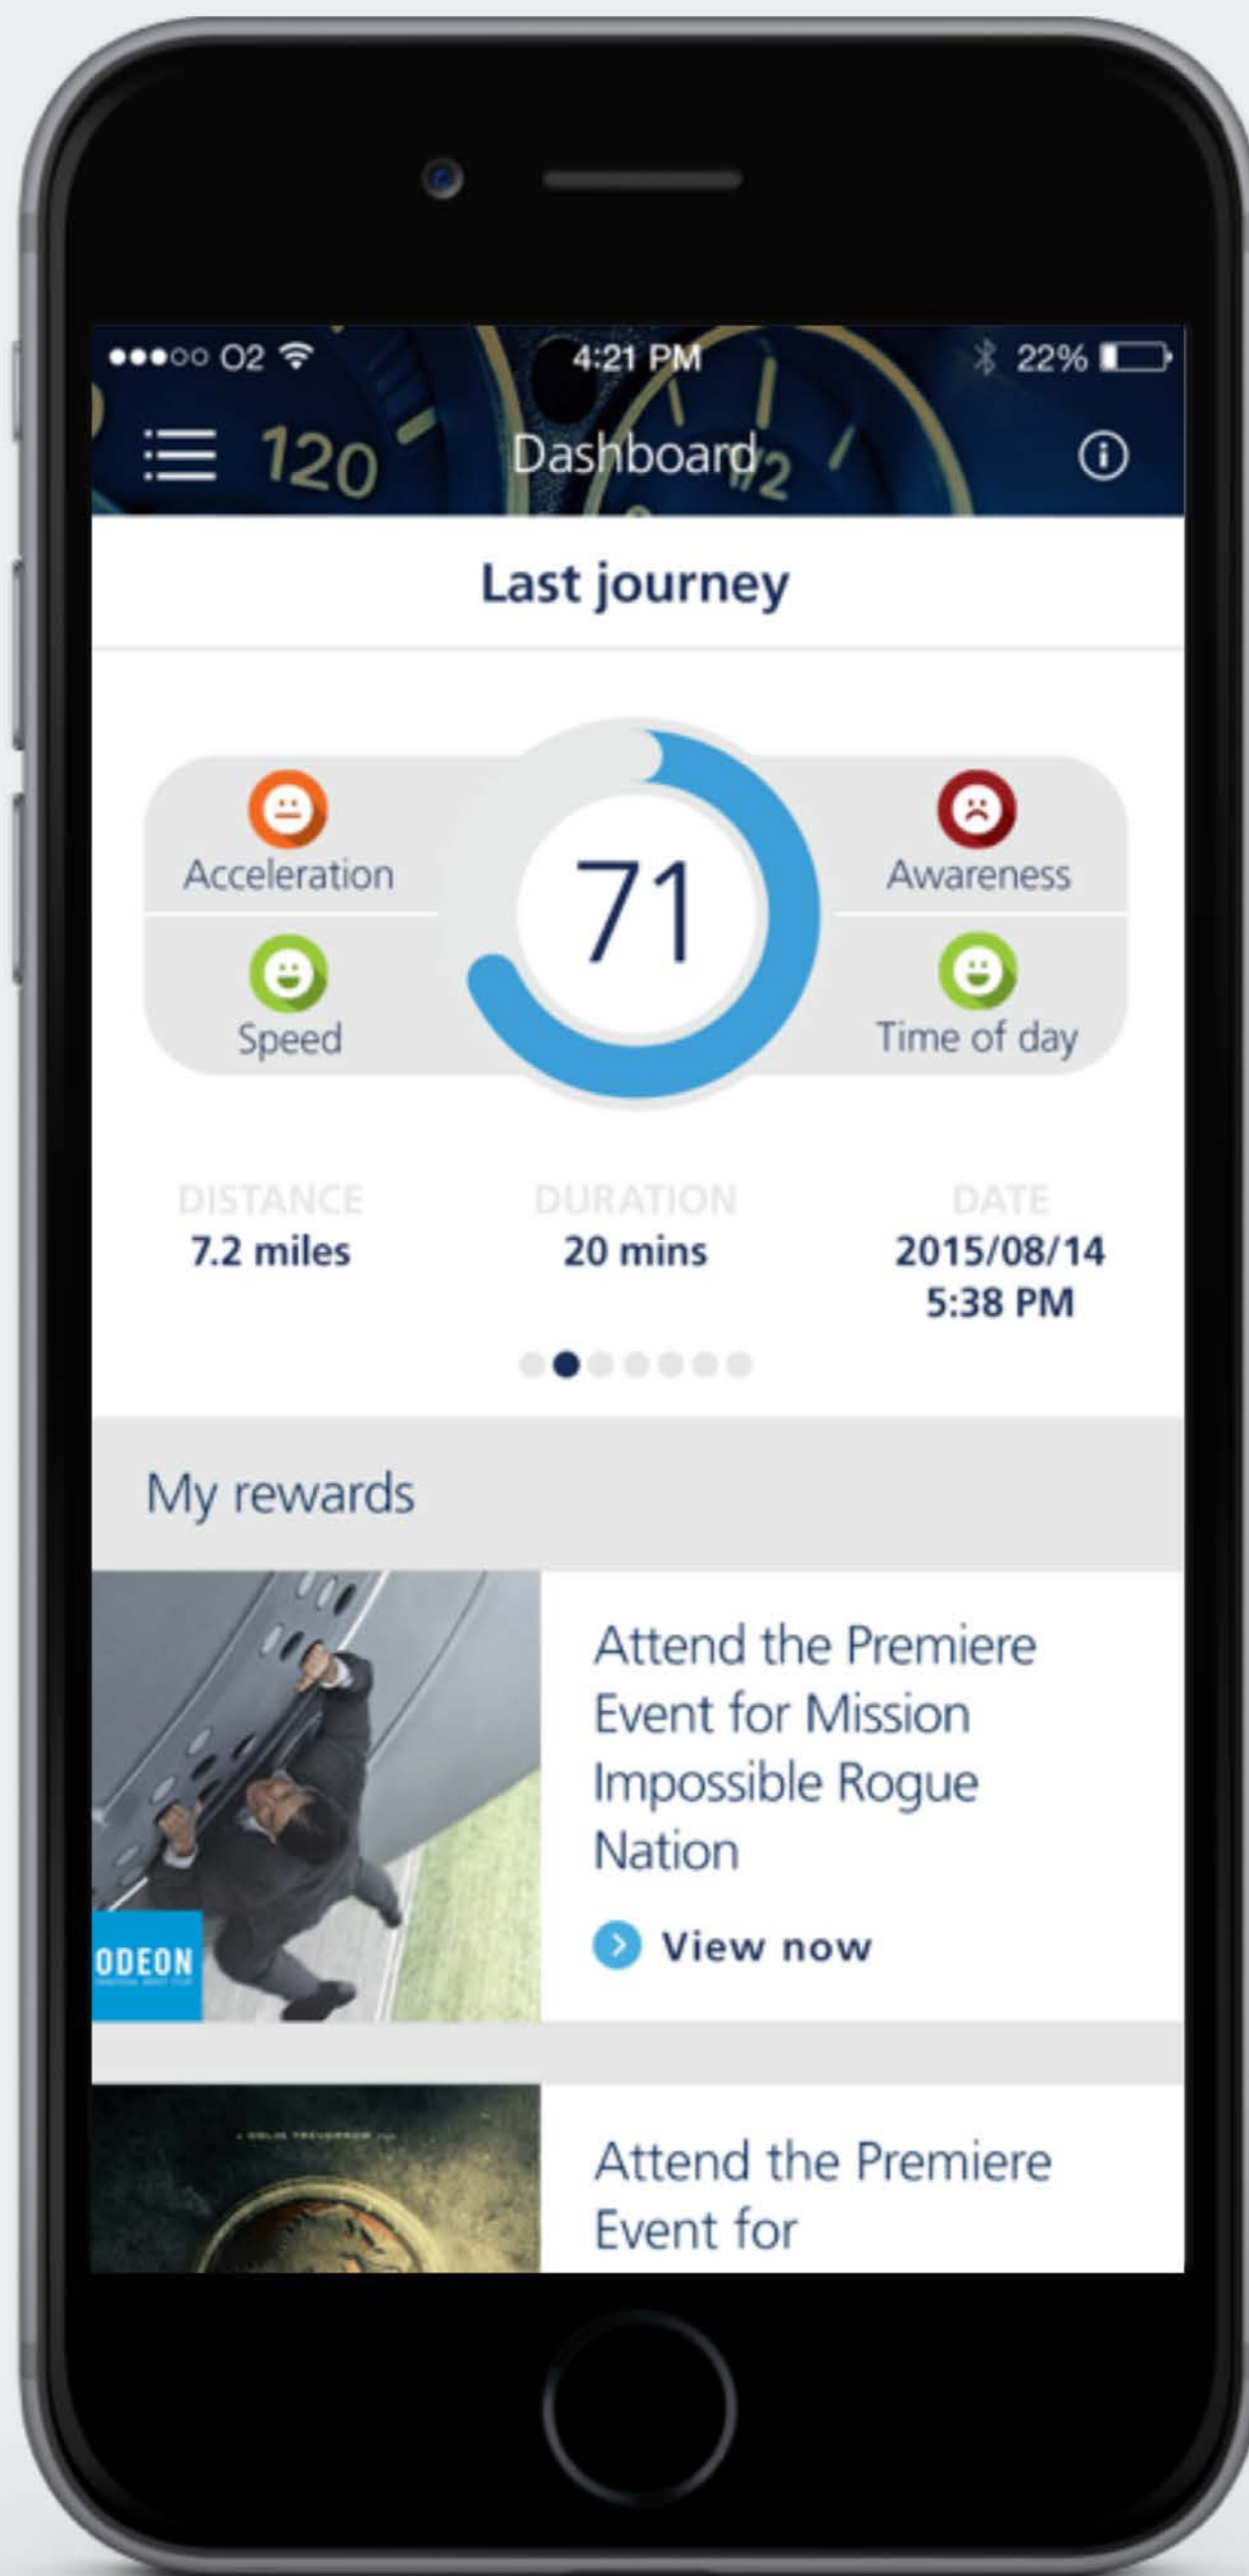 O2 4:21 PM 22%
120 Dashboard 1/2
Last journey
Acceleration
Awareness
71
Speed
Time of day
DISTANCE DURATION DATE
7.2 miles 20 mins 2015/08/14
5:38 PM
My rewards
Attend the Premiere
Event for Mission
Impossible Rogue
Nation
View now
ODEON
Attend the Premiere
Event for